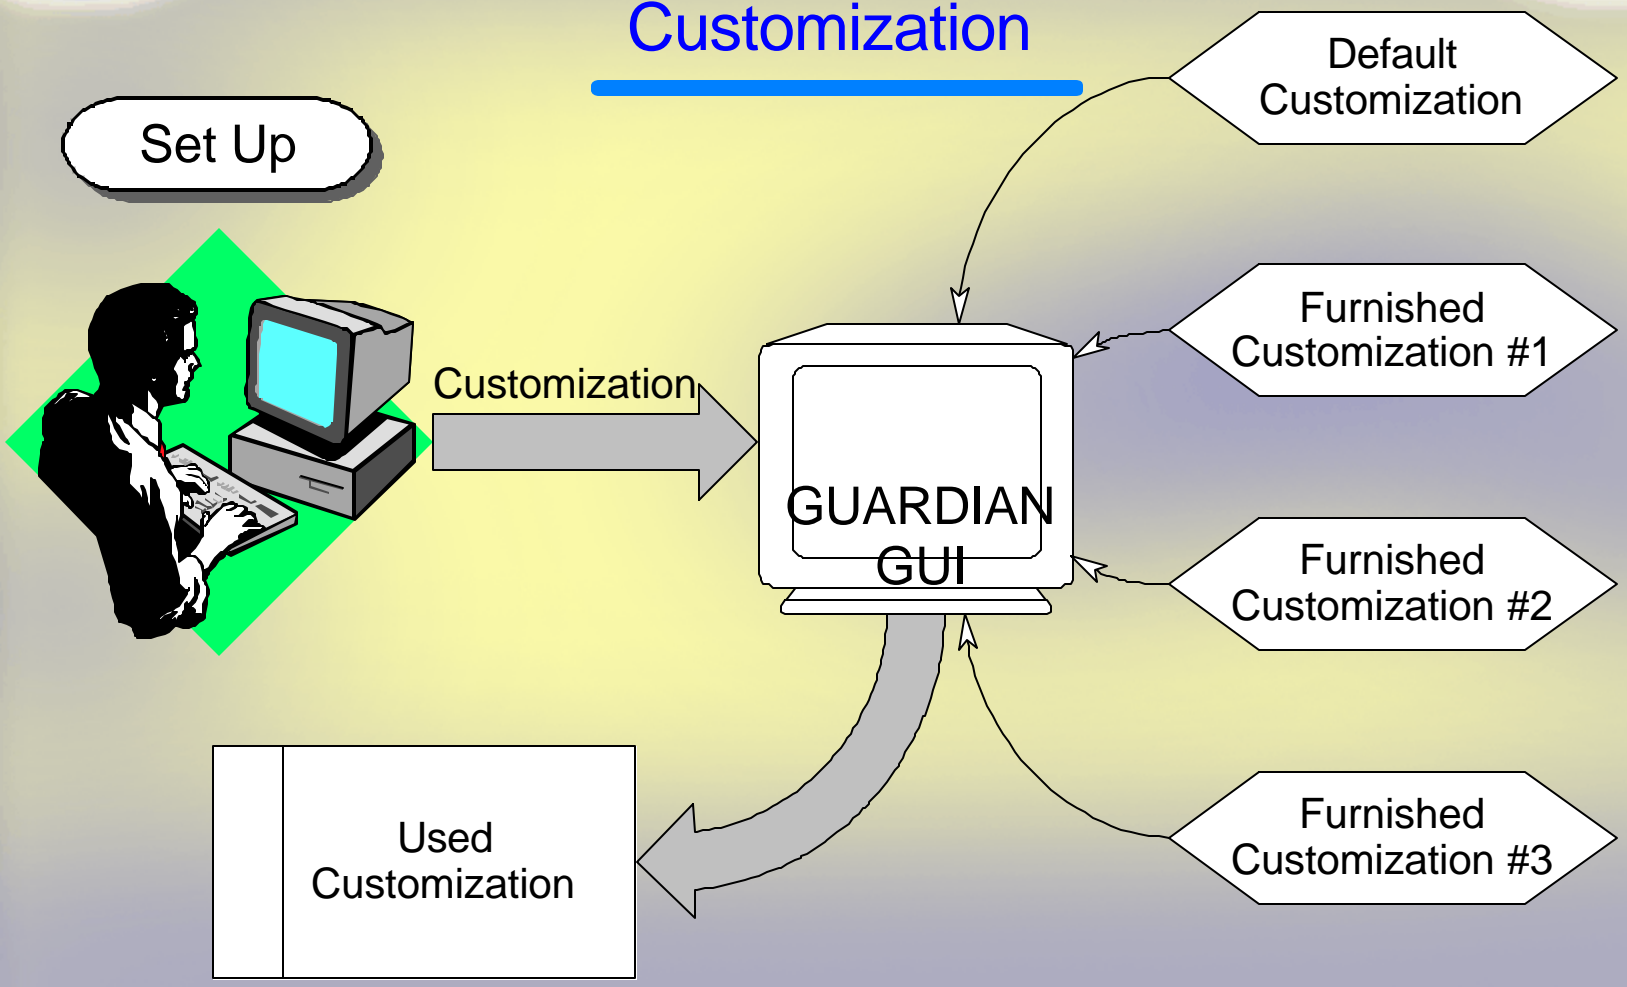 Customization
Set Up
Default
Customization
Furnished
Customization #1
Customization
GUARDIAN
GUI
Furnished
Customization #2
Used
Customization
Furnished
Customization #3